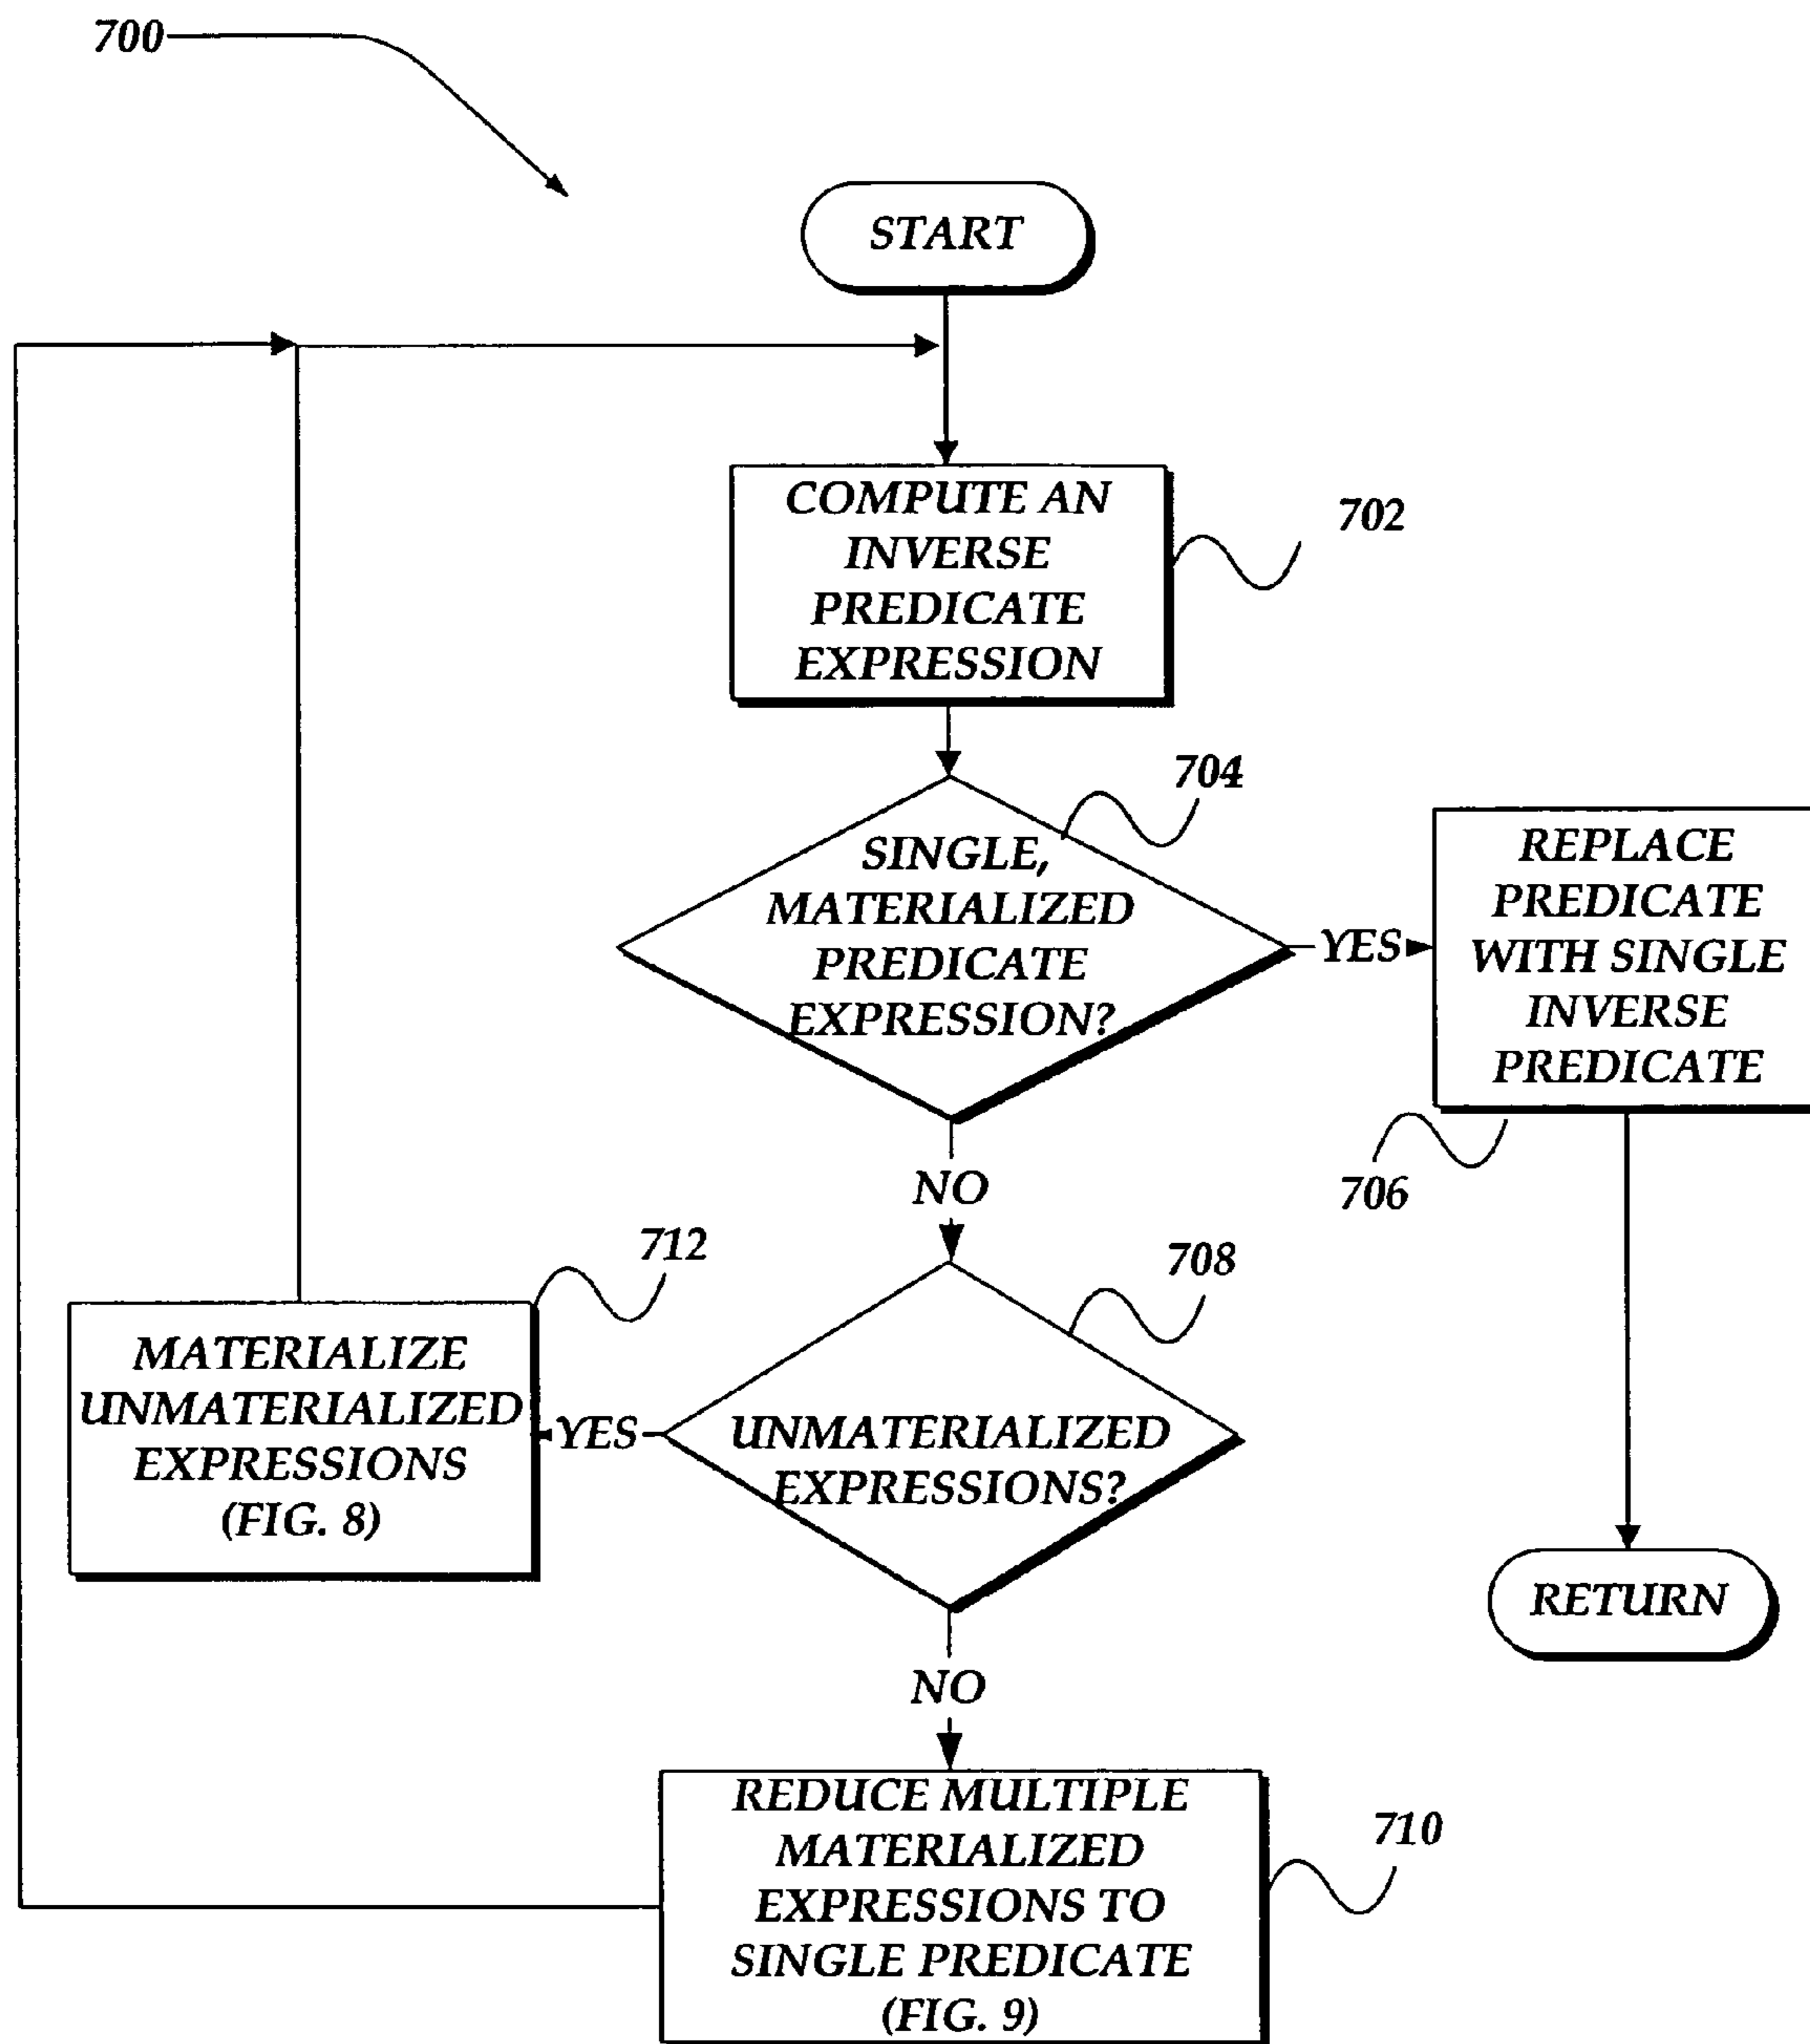 700
START
COMPUTE AN
INVERSE
PREDICATE
EXPRESSION
702
704
SINGLE,
MATERIALIZED
PREDICATE
EXPRESSION?
YES
REPLACE
PREDICATE
WITH SINGLE
INVERSE
PREDICATE
706
NO
712
708
MATERIALIZE
UNMATERIALIZED
EXPRESSIONS
(FIG. 8)
YES
UNMATERIALIZED
EXPRESSIONS?
RETURN
NO
REDUCE MULTIPLE
MATERIALIZED
EXPRESSIONS TO
SINGLE PREDICATE
(FIG. 9)
710